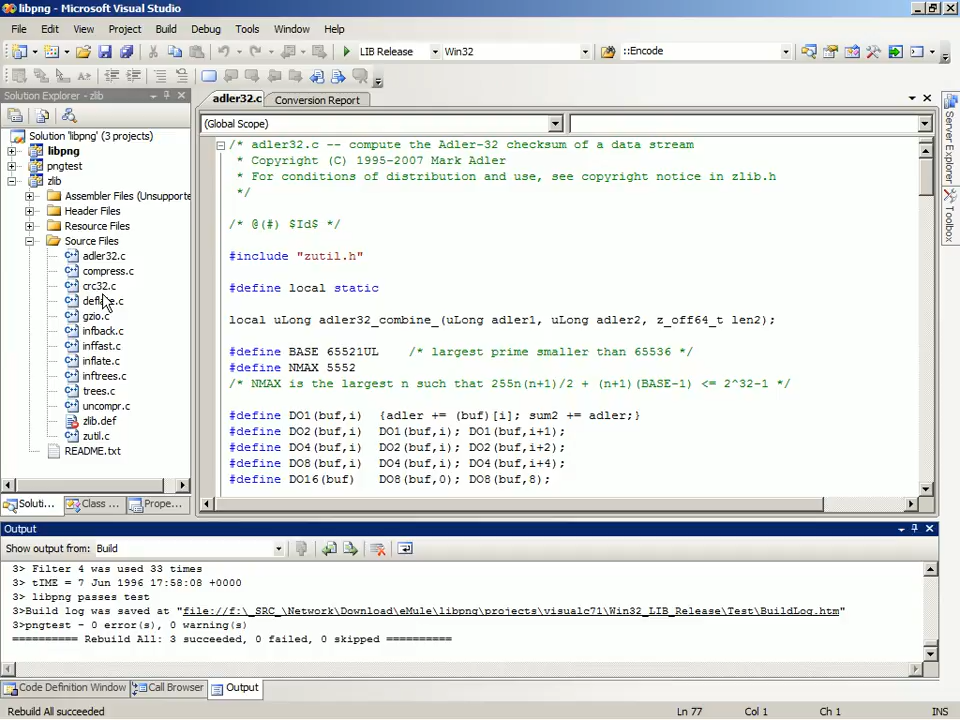 libpng - Microsoft Visual Studio
File Edit View Project Build Debug Tools Window Help
LIB Release Win32 ::Encode
Solution Explorer - zlib
adler32.c Conversion Report
(Global Scope)
Solution 'libpng' (3 projects)
libpng
pngtest
zlib
Assembler Files (Unsupporte
Header Files
Resource Files
Source Files
adler32.c
compress.c
crc32.c
deflate.c
gzio.c
infback.c
inffast.c
inflate.c
inftrees.c
trees.c
uncompr.c
zlib.def
zutil.c
README.txt
Soluti... Class ... Prope...
/* adler32.c -- compute the Adler-32 checksum of a data stream
 * Copyright (C) 1995-2007 Mark Adler
 * For conditions of distribution and use, see copyright notice in zlib.h
 */
/* @(#) $Id$ */
#include "zutil.h"
#define local static
local uLong adler32_combine_(uLong adler1, uLong adler2, z_off64_t len2);
#define BASE 65521UL    /* largest prime smaller than 65536 */
#define NMAX 5552
/* NMAX is the largest n such that 255n(n+1)/2 + (n+1)(BASE-1) <= 2^32-1 */
#define DO1(buf,i)  {adler += (buf)[i]; sum2 += adler;}
#define DO2(buf,i)  DO1(buf,i); DO1(buf,i+1);
#define DO4(buf,i)  DO2(buf,i); DO2(buf,i+2);
#define DO8(buf,i)  DO4(buf,i); DO4(buf,i+4);
#define DO16(buf)   DO8(buf,0); DO8(buf,8);
Server Explorer
Toolbox
Output
Show output from: Build
3> Filter 4 was used 33 times
3> tIME = 7 Jun 1996 17:58:08 +0000
3> libpng passes test
3>Build log was saved at "file://f:\_SRC_\Network\Download\eMule\libpng\projects\visualc71\Win32_LIB_Release\Test\BuildLog.htm"
3>pngtest - 0 error(s), 0 warning(s)
========== Rebuild All: 3 succeeded, 0 failed, 0 skipped ==========
Code Definition Window Call Browser Output
Rebuild All succeeded Ln 77 Col 1 Ch 1 INS